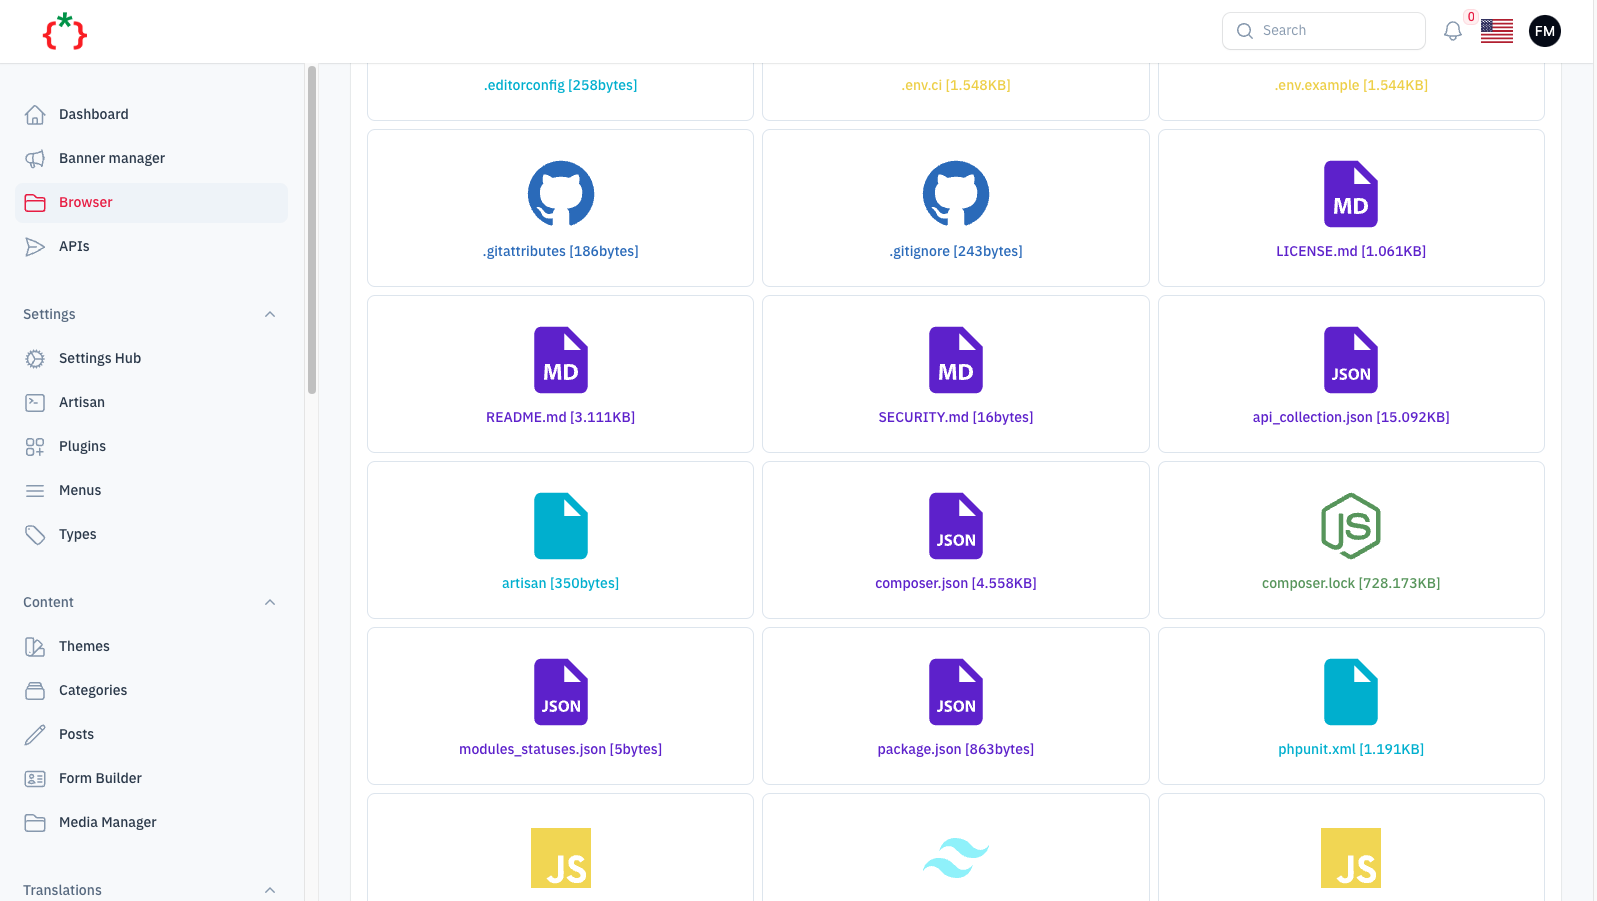 {*}
Search
0
FM
Dashboard
Banner manager
Browser
APIs
Settings
Settings Hub
Artisan
Plugins
Menus
Types
Content
Themes
Categories
Posts
Form Builder
Media Manager
Translations
.editorconfig [258bytes]
.env.ci [1.548KB]
.env.example [1.544KB]
.gitattributes [186bytes]
.gitignore [243bytes]
MD
LICENSE.md [1.061KB]
MD
README.md [3.111KB]
MD
SECURITY.md [16bytes]
JSON
api_collection.json [15.092KB]
artisan [350bytes]
JSON
composer.json [4.558KB]
JS
composer.lock [728.173KB]
JSON
modules_statuses.json [5bytes]
JSON
package.json [863bytes]
phpunit.xml [1.191KB]
JS
JS